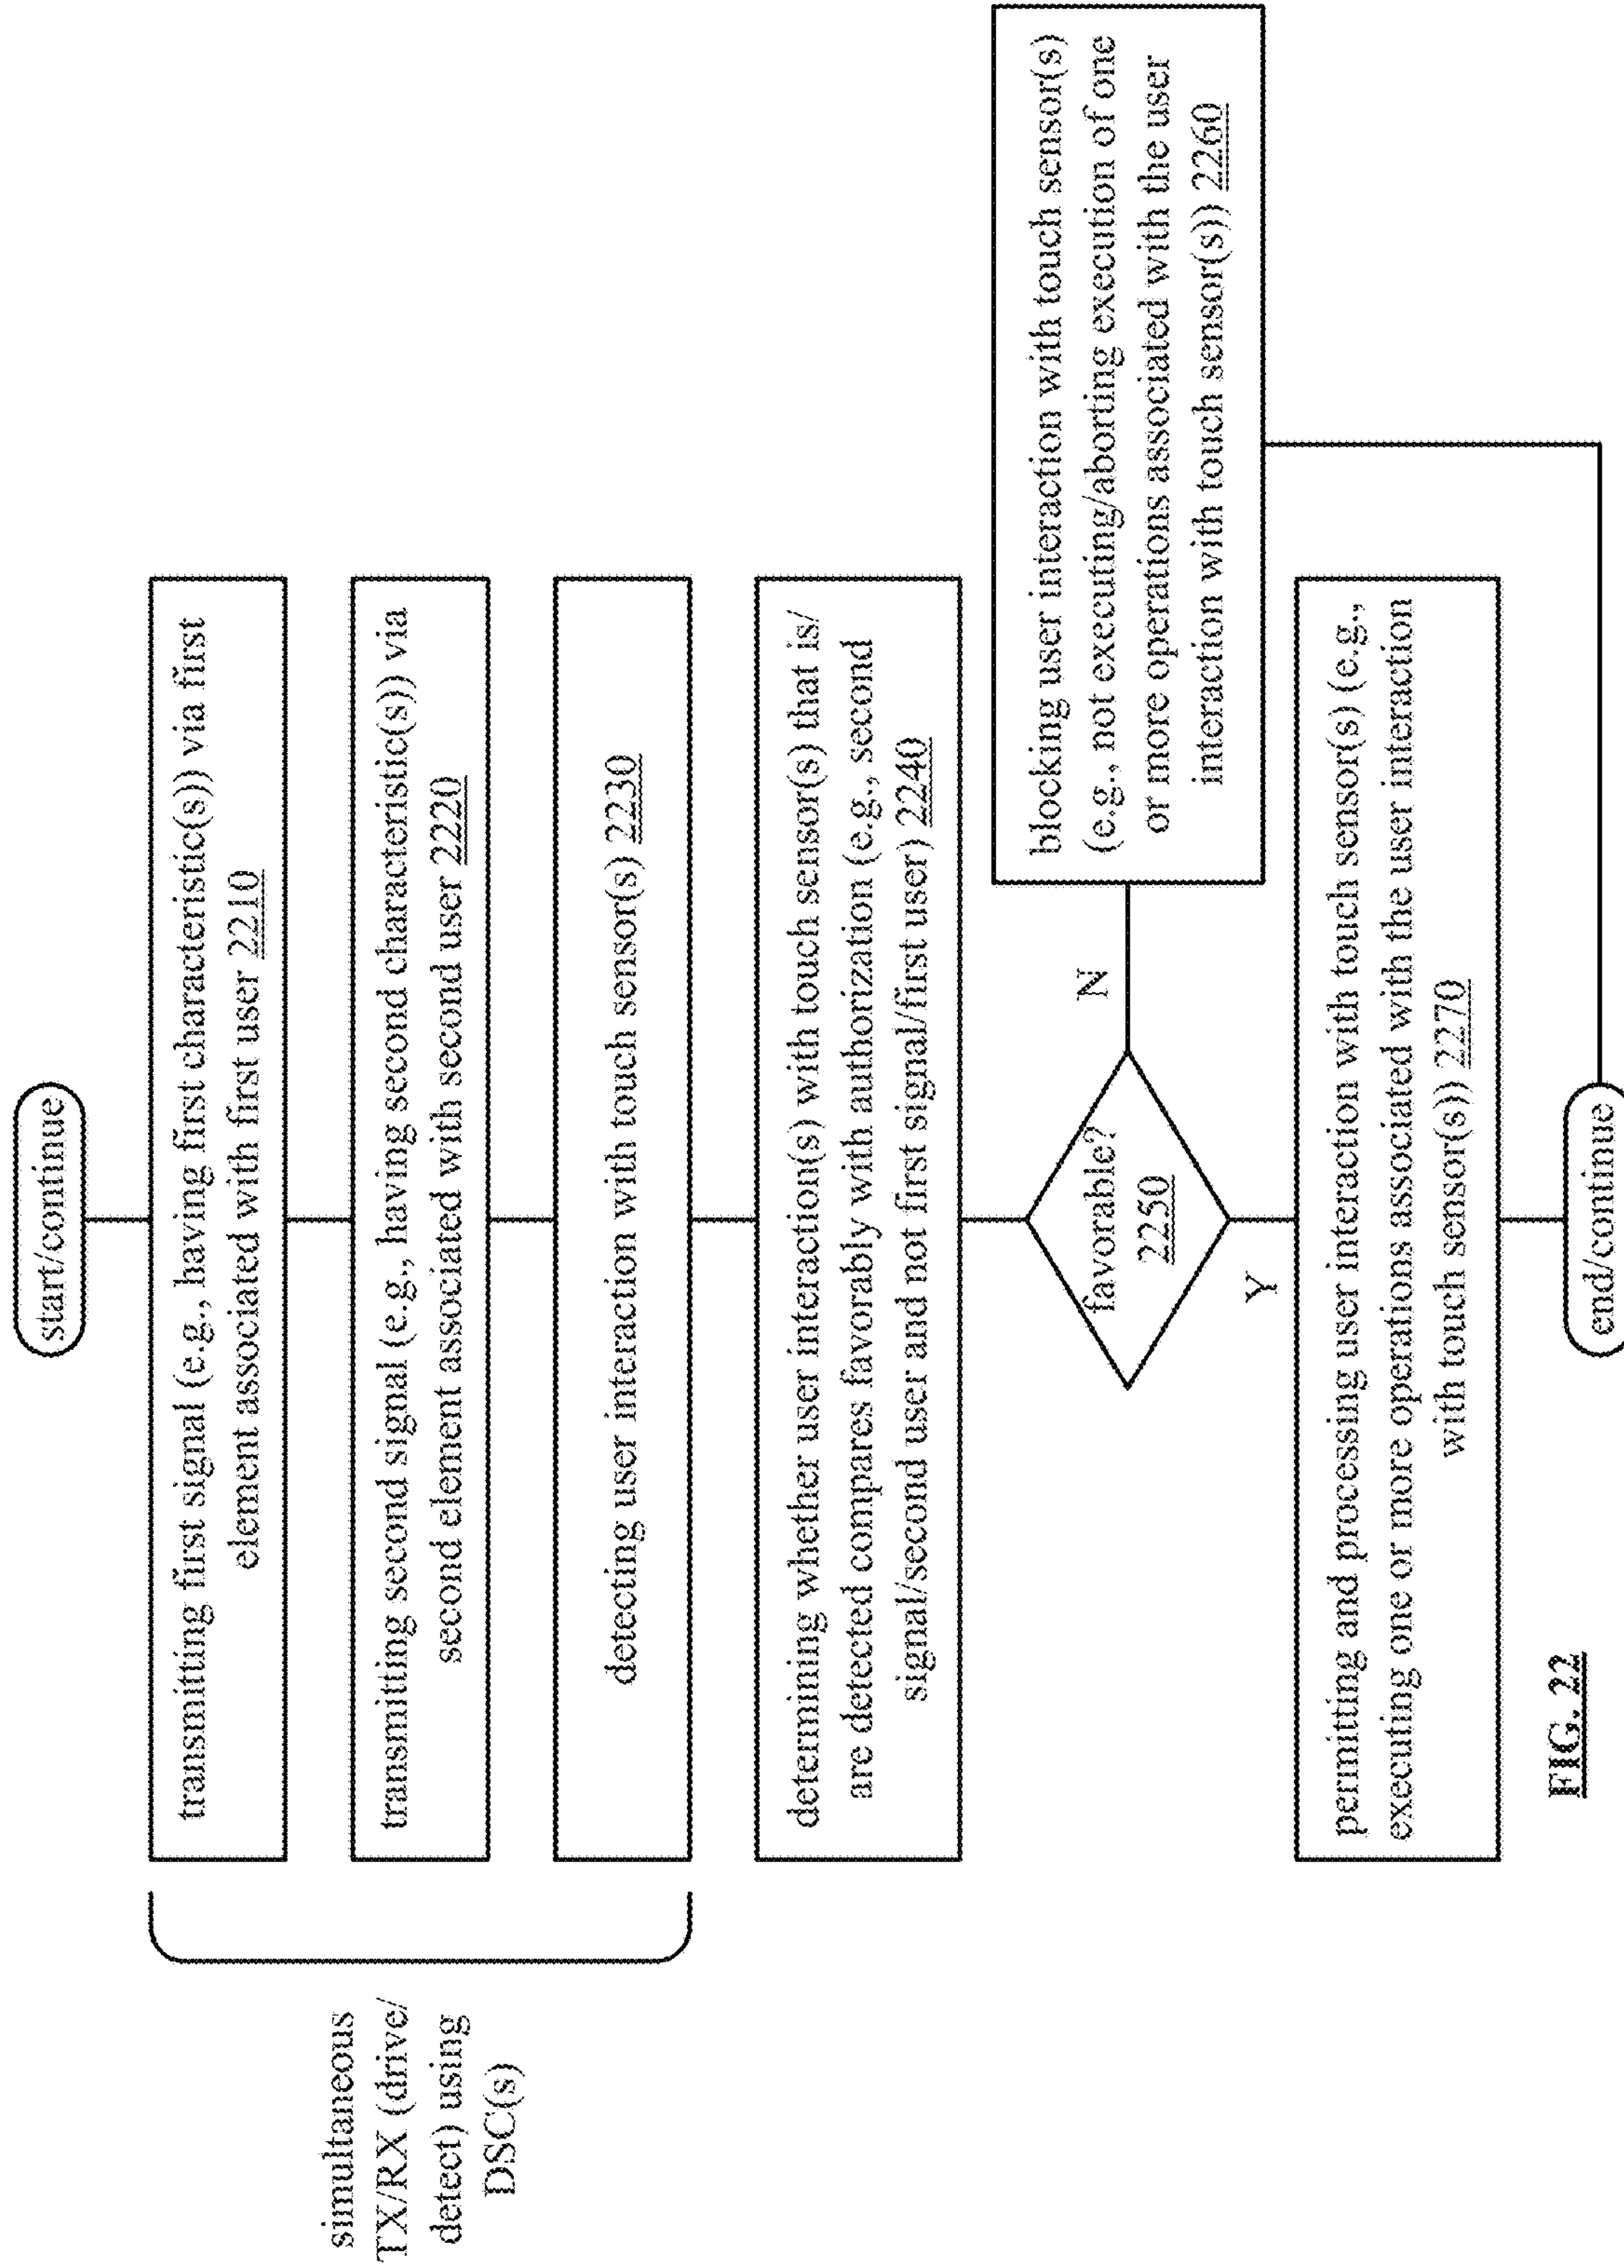 start/continue
transmitting first signal (e.g., having first characteristic(s)) via first
element associated with first user 2210
transmitting second signal (e.g., having second characteristic(s)) via
second element associated with second user 2220
detecting user interaction with touch sensor(s) 2230
simultaneous
TX/RX (drive/
detect) using
DSC(s)
determining whether user interaction(s) with touch sensor(s) that is/
are detected compares favorably with authorization (e.g., second
signal/second user and not first signal/first user) 2240
favorable?
2250
N
blocking user interaction with touch sensor(s)
(e.g., not executing/aborting execution of one
or more operations associated with the user
interaction with touch sensor(s)) 2260
Y
permitting and processing user interaction with touch sensor(s) (e.g.,
executing one or more operations associated with the user interaction
with touch sensor(s)) 2270
end/continue
FIG. 22